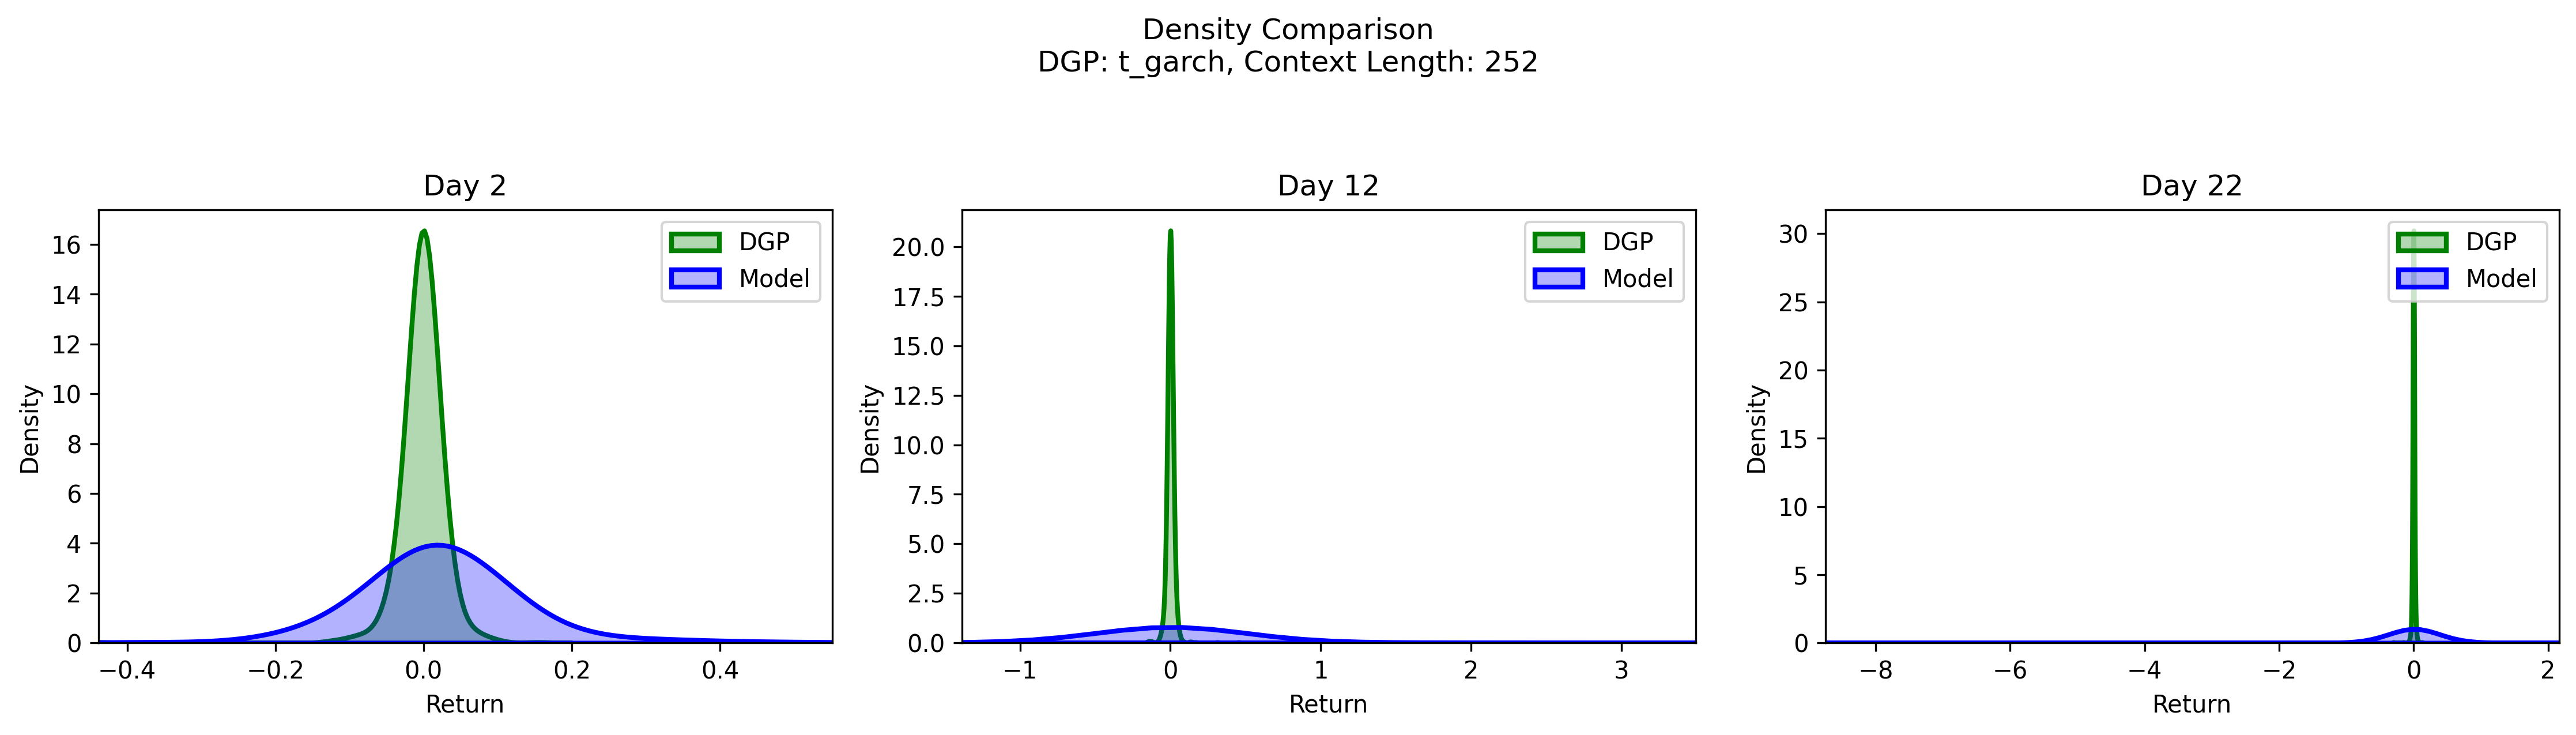 Density Comparison
DGP: t_garch, Context Length: 252
Day 2
Density
16
14
12
10
8
6
4
2
0
−0.4
−0.2
0.0
0.2
0.4
Return
DGP
Model
Day 12
Density
20.0
17.5
15.0
12.5
10.0
7.5
5.0
2.5
0.0
−1
0
1
2
3
Return
DGP
Model
Day 22
Density
30
25
20
15
10
5
0
−8
−6
−4
−2
0
2
Return
DGP
Model